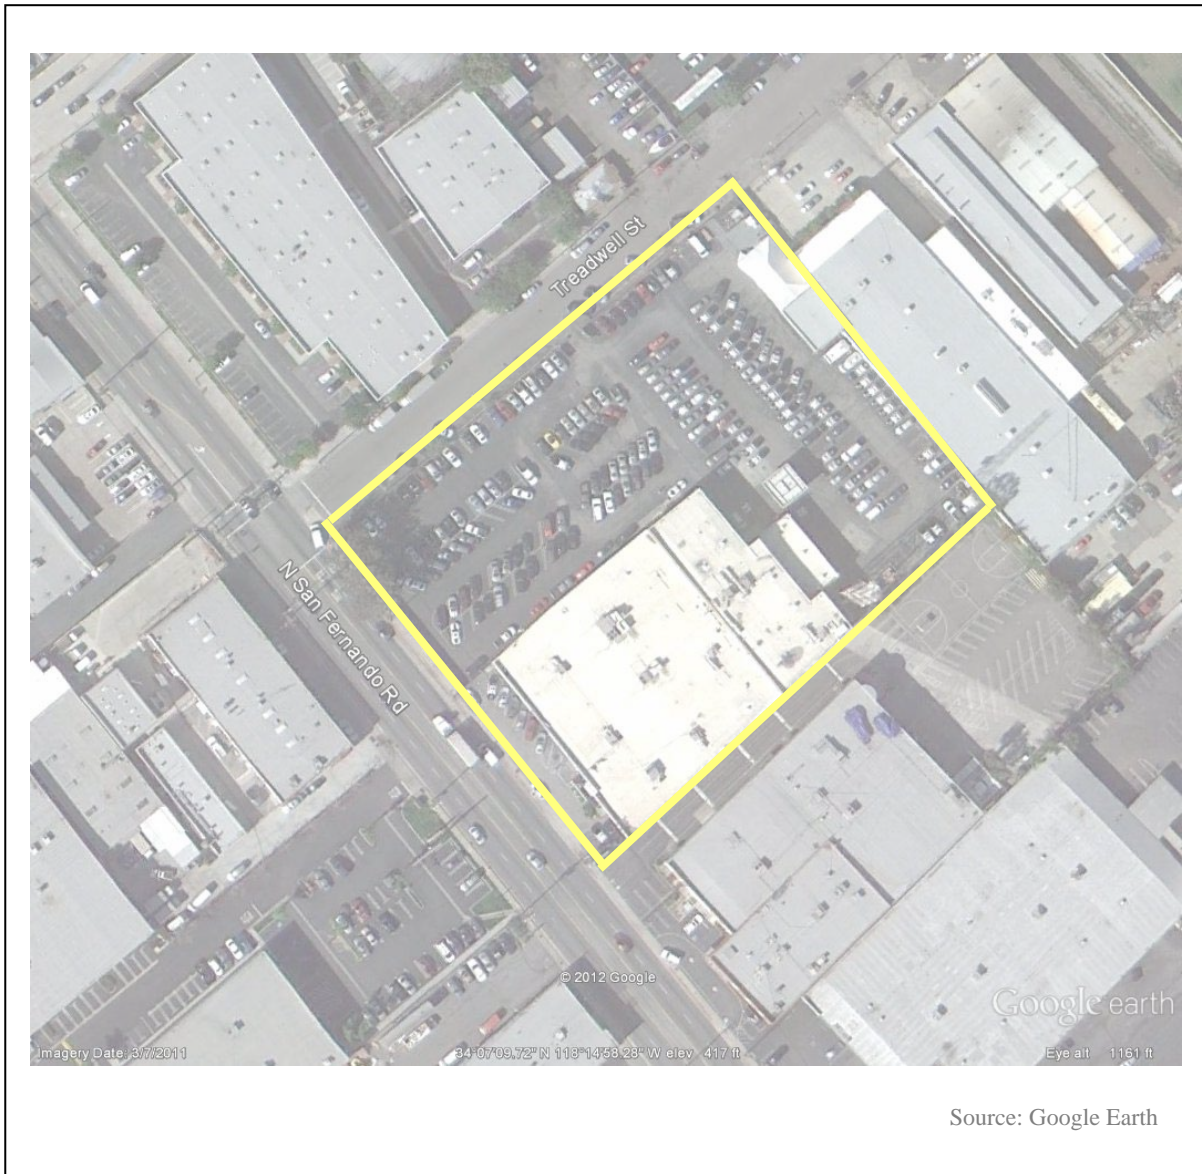 Treadwell St
N San Fernando Rd
© 2012 Google
Google earth
Imagery Date: 3/7/2011
34°07'09.72" N 118°14'58.28" W elev 417 ft
Eye alt 1161 ft
Source: Google Earth